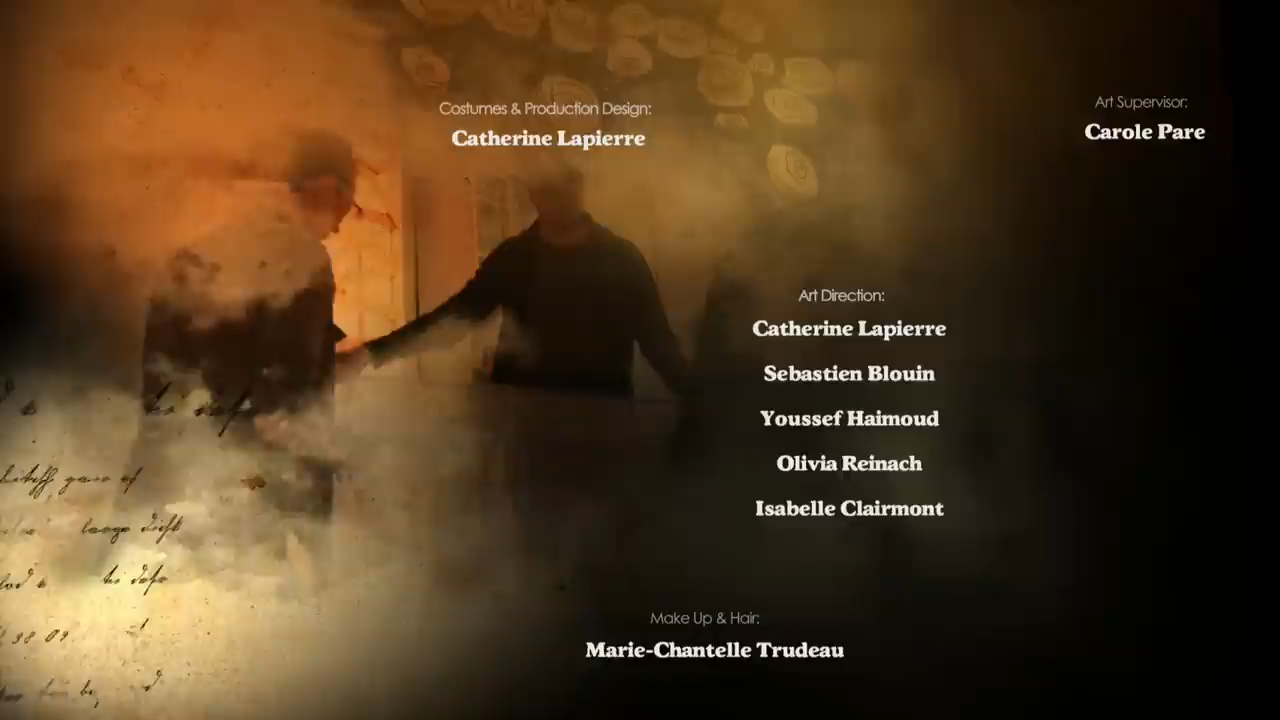 Costumes & Production Design:
Catherine Lapierre
Art Supervisor:
Carole Pare
Art Direction:
Catherine Lapierre
Sebastien Blouin
Youssef Haimoud
Olivia Reinach
Isabelle Clairmont
Make Up & Hair:
Marie-Chantelle Trudeau